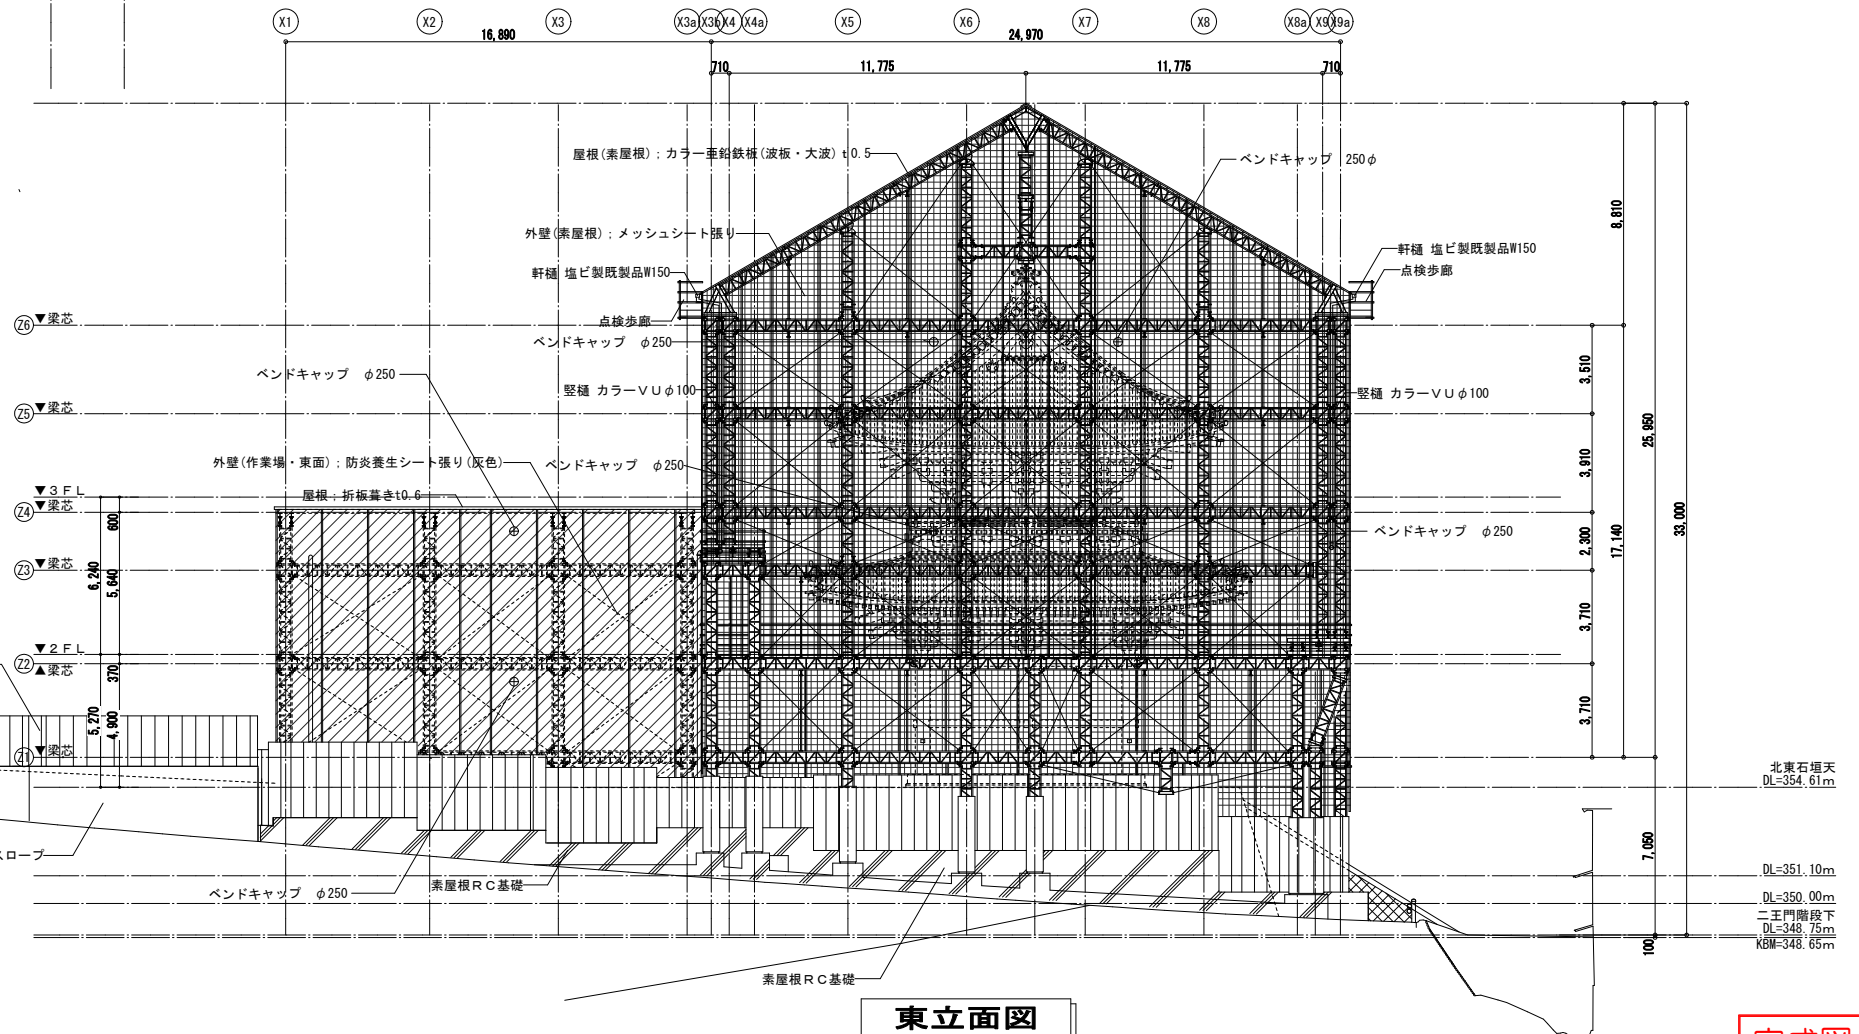 X1 X2 X3 X3a X3b X4 X4a X5 X6 X7 X8 X8a X9 X9a
16,890 24,970
710 11,775 11,775 710
屋根(素屋根)；カラー亜鉛鉄板(波板・大波) t0.5
ベンドキャップ 250φ
外壁(素屋根)；メッシュシート張り
軒樋 塩ビ製既製品W150
軒樋 塩ビ製既製品W150
点検歩廊
点検歩廊
8,810
Z6 ▼梁芯
ベンドキャップ φ250
ベンドキャップ φ250
竪樋 カラーＶＵφ100
竪樋 カラーＶＵφ100
3,510
Z5 ▼梁芯
25,950
外壁(作業場・東面)；防炎養生シート張り(灰色)
ベンドキャップ φ250
3,910
▼３ＦＬ
屋根；折板葺きt0.6
Z4 ▼梁芯
600
33,000
ベンドキャップ φ250
2,300
17,140
Z3 ▼梁芯
6,240
5,640
3,710
▼２ＦＬ
Z2 ▲梁芯
370
5,270
4,900
3,710
Z1 ▼梁芯
北東石垣天
DL=354.61m
スロープ
7,050
DL=351.10m
素屋根ＲＣ基礎
ベンドキャップ φ250
DL=350.00m
二王門階段下
DL=348.75m
KBM=348.65m
100
素屋根ＲＣ基礎
東立面図
完成図